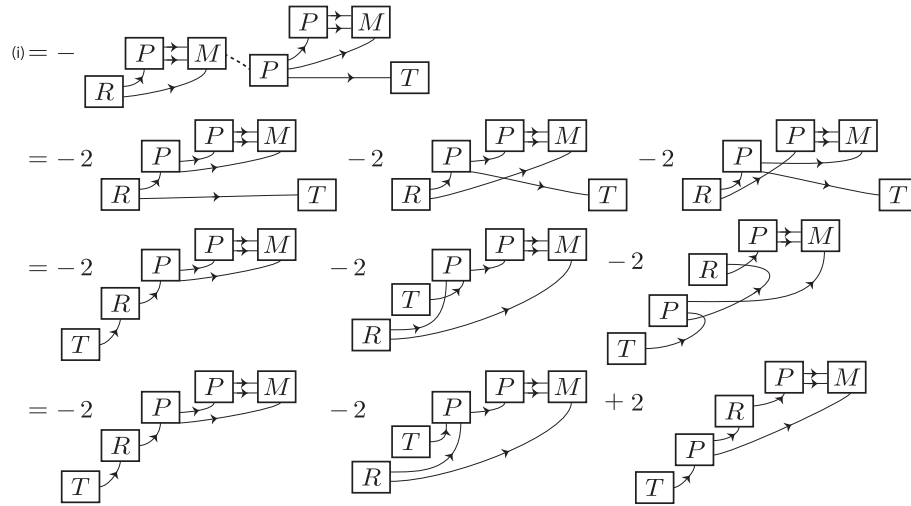 (i) = − R P M P P M T
= − 2 R P P M T − 2 R P P M T − 2 R P P M T
= − 2 T R P P M − 2 R T P P M − 2 T P R P M
= − 2 T R P P M − 2 R T P P M + 2 T P R P M